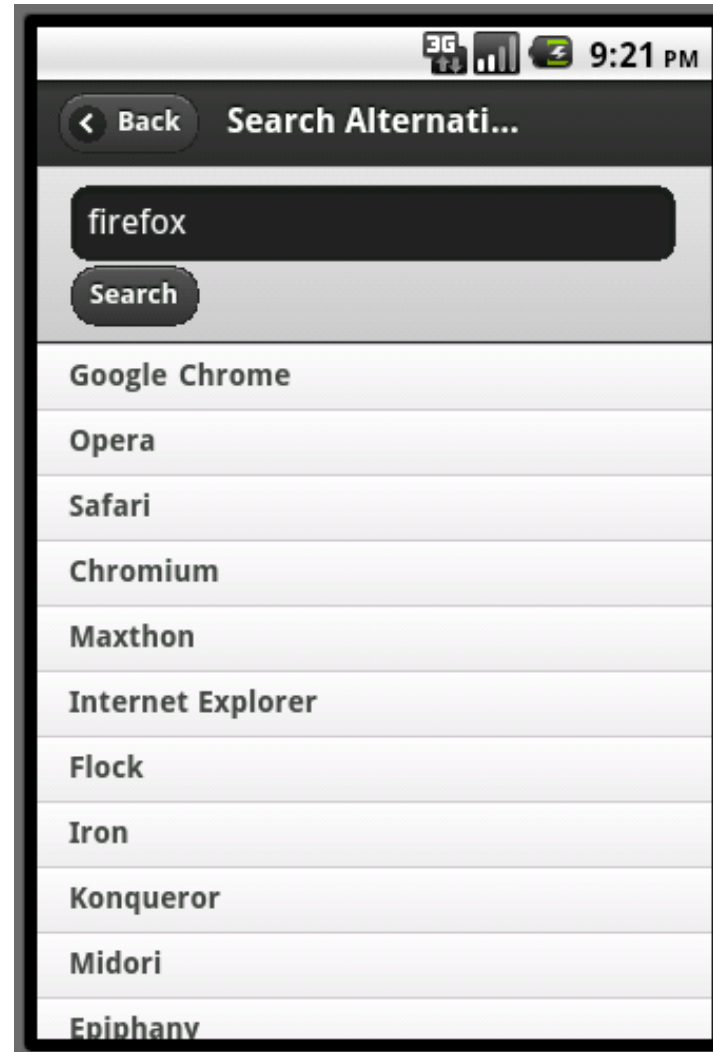 3G 9:21 PM
Back Search Alternati...
firefox
Search
Google Chrome
Opera
Safari
Chromium
Maxthon
Internet Explorer
Flock
Iron
Konqueror
Midori
Epiphany